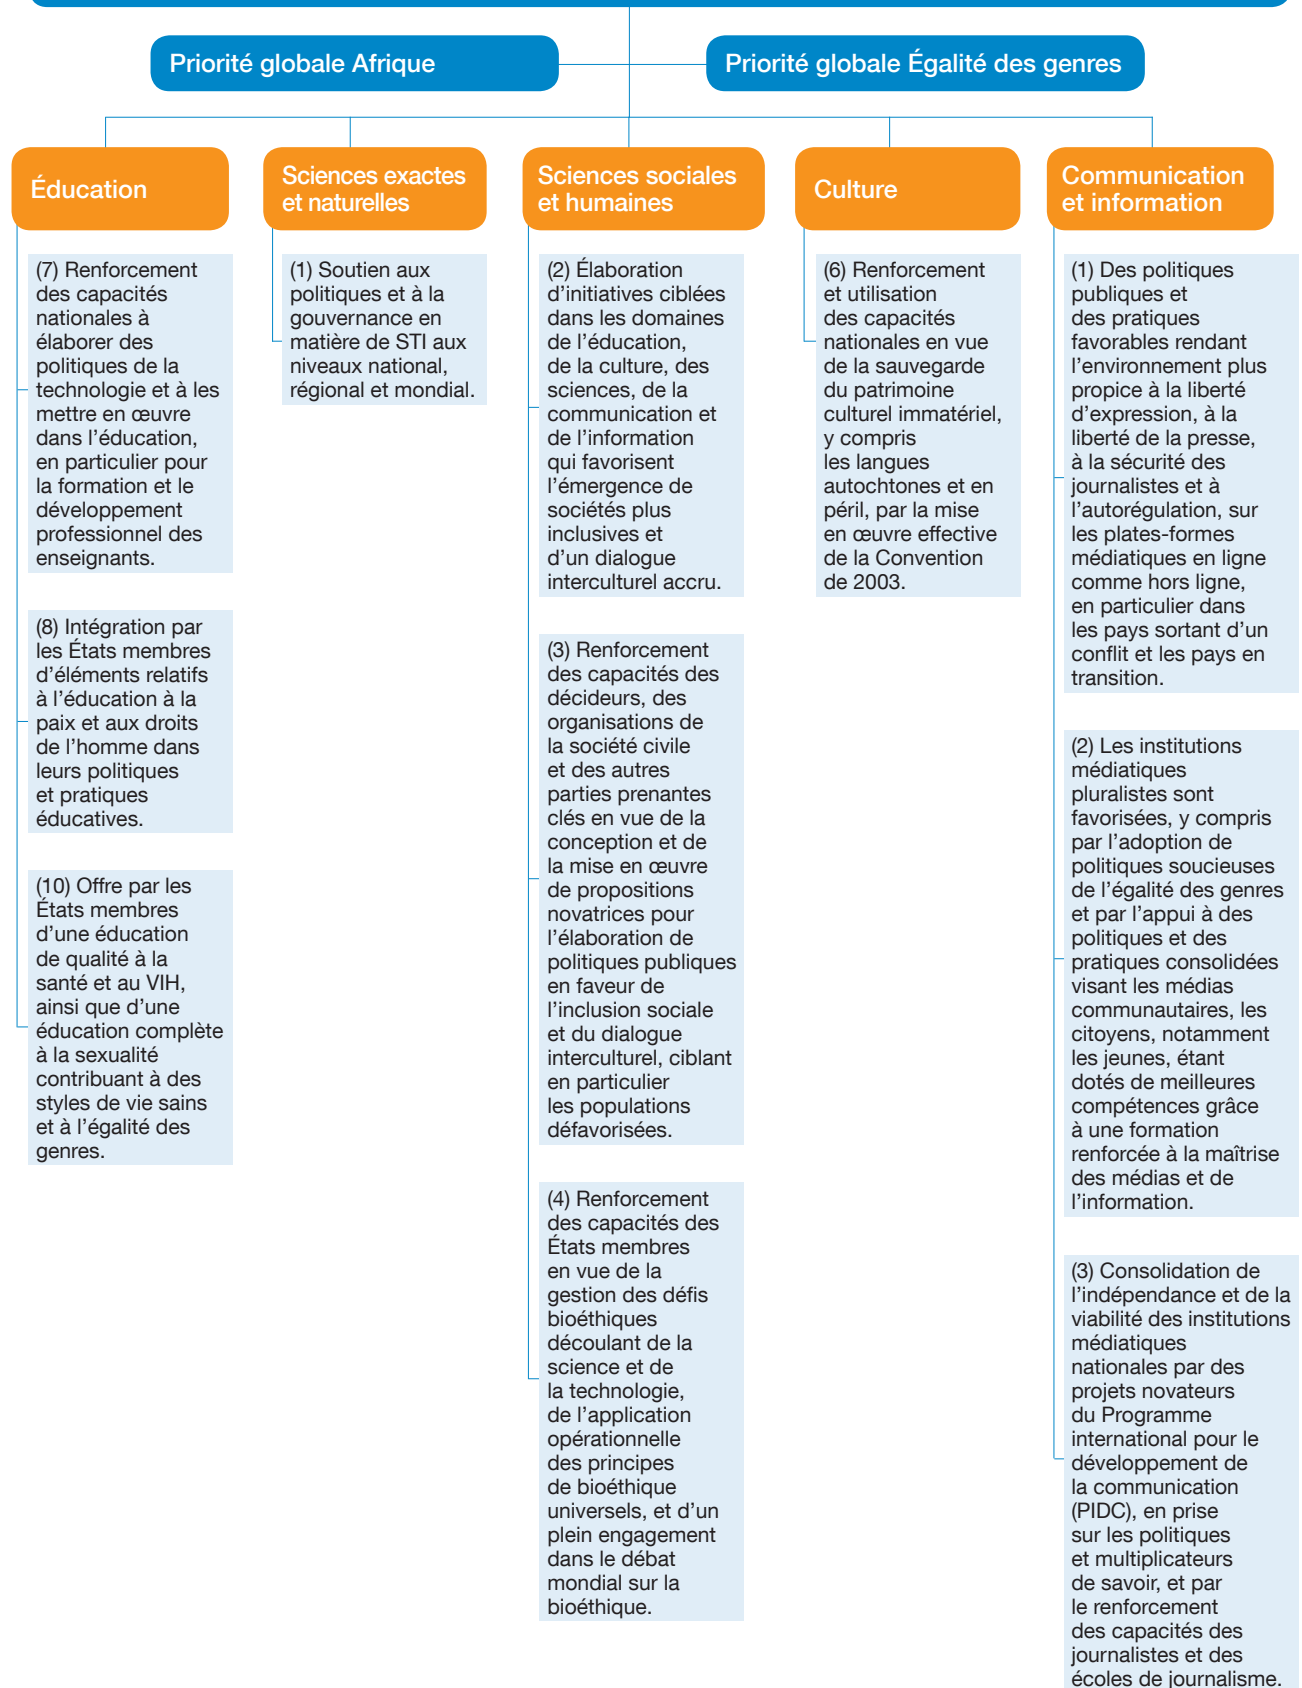 Priorité globale Afrique
Priorité globale Égalité des genres
Éducation
(7) Renforcement
des capacités
nationales à
élaborer des
politiques de la
technologie et à les
mettre en œuvre
dans l’éducation,
en particulier pour
la formation et le
développement
professionnel des
enseignants.
(8) Intégration par
les États membres
d’éléments relatifs
à l’éducation à la
paix et aux droits
de l’homme dans
leurs politiques
et pratiques
éducatives.
(10) Offre par les
États membres
d’une éducation
de qualité à la
santé et au VIH,
ainsi que d’une
éducation complète
à la sexualité
contribuant à des
styles de vie sains
et à l’égalité des
genres.
Sciences exactes
et naturelles
(1) Soutien aux
politiques et à la
gouvernance en
matière de STI aux
niveaux national,
régional et mondial.
Sciences sociales
et humaines
(2) Élaboration
d’initiatives ciblées
dans les domaines
de l’éducation,
de la culture, des
sciences, de la
communication et
de l’information
qui favorisent
l’émergence de
sociétés plus
inclusives et
d’un dialogue
interculturel accru.
(3) Renforcement
des capacités des
décideurs, des
organisations de
la société civile
et des autres
parties prenantes
clés en vue de la
conception et de
la mise en œuvre
de propositions
novatrices pour
l’élaboration de
politiques publiques
en faveur de
l’inclusion sociale
et du dialogue
interculturel, ciblant
en particulier
les populations
défavorisées.
(4) Renforcement
des capacités des
États membres
en vue de la
gestion des défis
bioéthiques
découlant de la
science et de
la technologie,
de l’application
opérationnelle
des principes
de bioéthique
universels, et d’un
plein engagement
dans le débat
mondial sur la
bioéthique.
Culture
(6) Renforcement
et utilisation
des capacités
nationales en vue
de la sauvegarde
du patrimoine
culturel immatériel,
y compris
les langues
autochtones et en
péril, par la mise
en œuvre effective
de la Convention
de 2003.
Communication
et information
(1) Des politiques
publiques et
des pratiques
favorables rendant
l’environnement plus
propice à la liberté
d’expression, à la
liberté de la presse,
à la sécurité des
journalistes et à
l’autorégulation, sur
les plates-formes
médiatiques en ligne
comme hors ligne,
en particulier dans
les pays sortant d’un
conflit et les pays en
transition.
(2) Les institutions
médiatiques
pluralistes sont
favorisées, y compris
par l’adoption de
politiques soucieuses
de l’égalité des genres
et par l’appui à des
politiques et des
pratiques consolidées
visant les médias
communautaires, les
citoyens, notamment
les jeunes, étant
dotés de meilleures
compétences grâce
à une formation
renforcée à la maîtrise
des médias et de
l’information.
(3) Consolidation de
l’indépendance et de la
viabilité des institutions
médiatiques
nationales par des
projets novateurs
du Programme
international pour le
développement de
la communication
(PIDC), en prise
sur les politiques
et multiplicateurs
de savoir, et par
le renforcement
des capacités des
journalistes et des
écoles de journalisme.